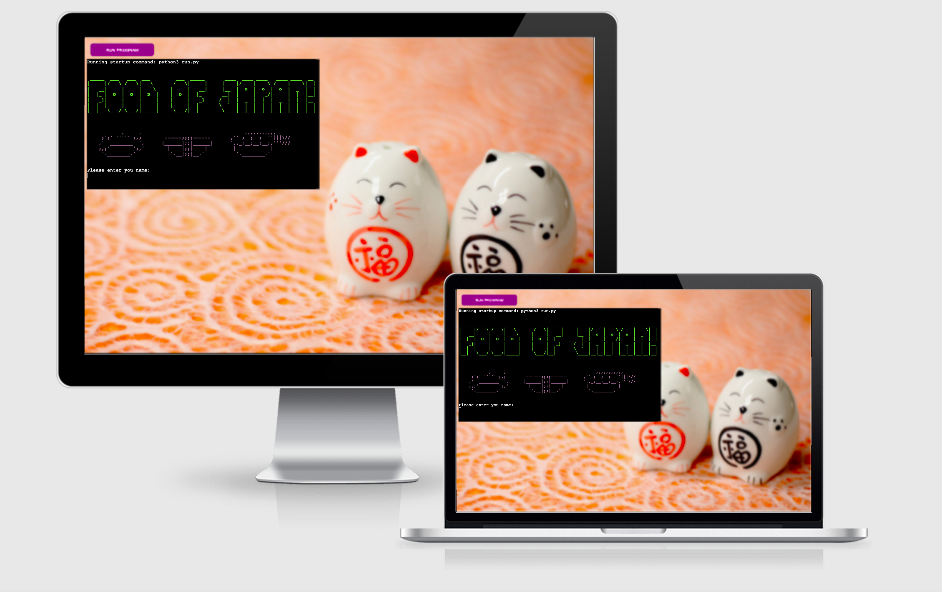 RUN PROGRAM
Running startup command: python3 run.py
FOOD OF JAPAN!
Please enter you name:
福
福
RUN PROGRAM
Running startup command: python3 run.py
FOOD OF JAPAN!
Please enter you name:
福
福